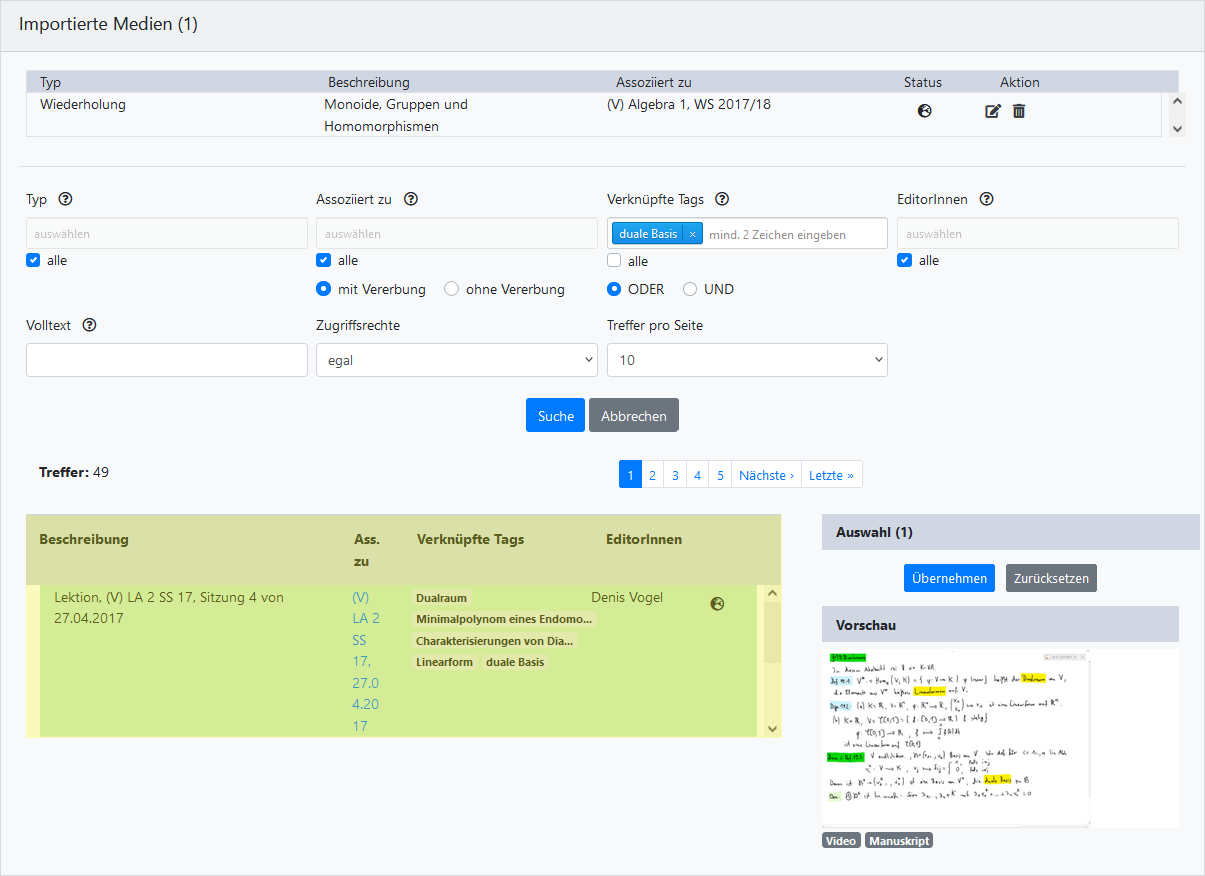 Importierte Medien (1)
Typ Beschreibung Assoziiert zu Status Aktion
Wiederholung Monoide, Gruppen und (V) Algebra 1, WS 2017/18
Homomorphismen
Typ Assoziiert zu Verknüpfte Tags EditorInnen
auswählen auswählen duale Basis × mind. 2 Zeichen eingeben auswählen
alle alle alle alle
mit Vererbung ohne Vererbung ODER UND
Volltext Zugriffsrechte Treffer pro Seite
egal 10
Suche Abbrechen
Treffer: 49 1 2 3 4 5 Nächste › Letzte »
Beschreibung Ass. zu Verknüpfte Tags EditorInnen
Lektion, (V) LA 2 SS 17, Sitzung 4 von
27.04.2017
(V)
LA 2
SS
17,
27.0
4.20
17
Dualraum
Minimalpolynom eines Endomo...
Charakterisierungen von Dia...
Linearform duale Basis
Denis Vogel
Auswahl (1)
Übernehmen Zurücksetzen
Vorschau
Video Manuskript